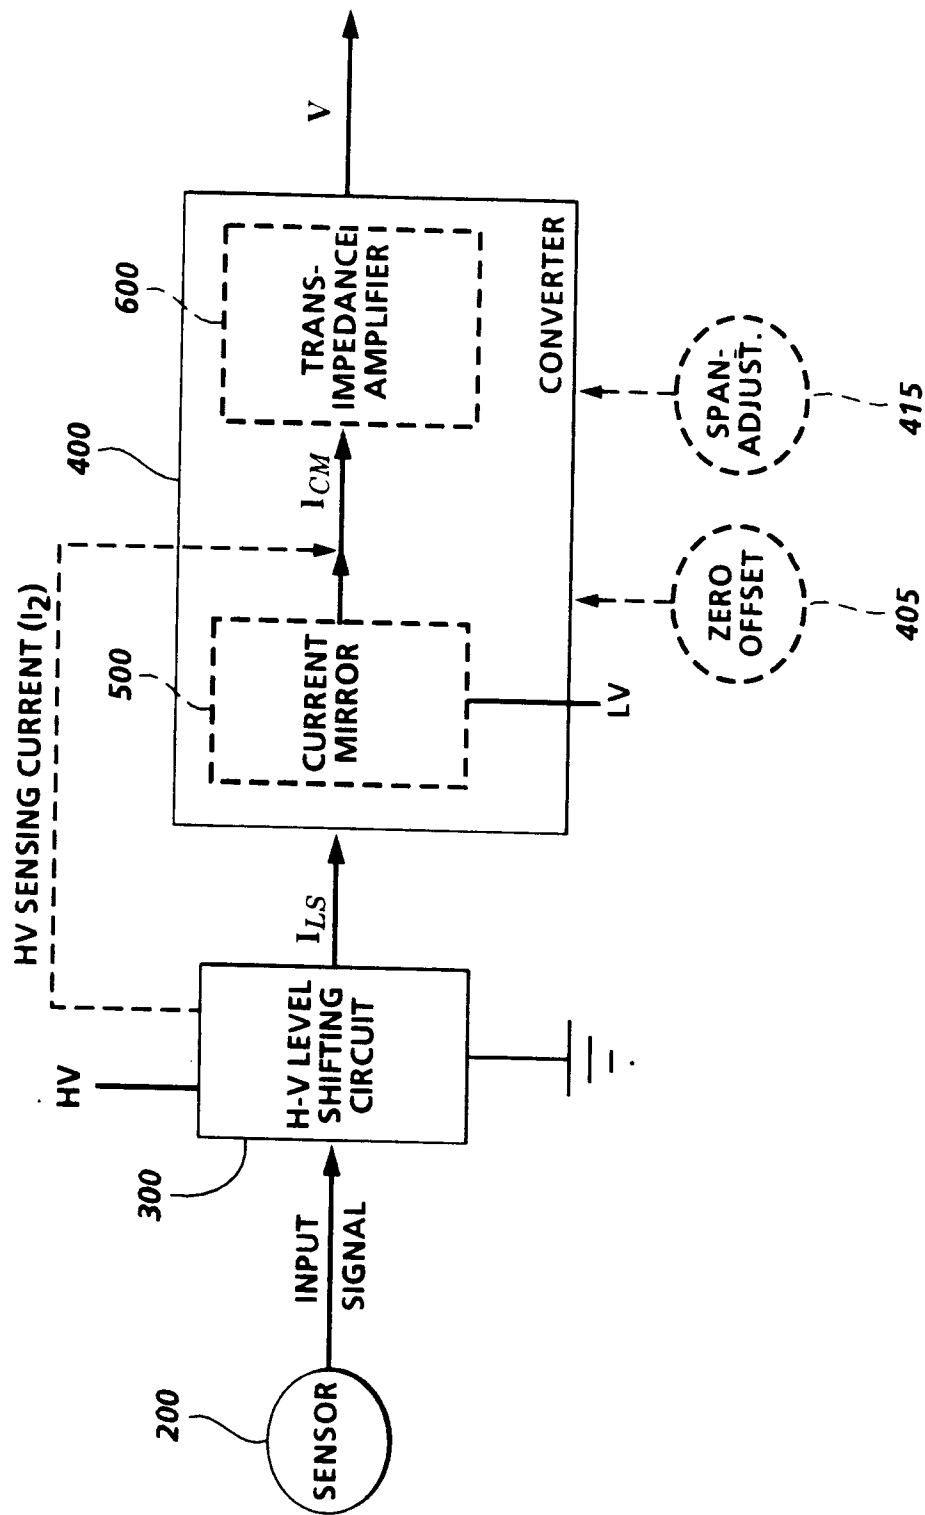 HV SENSING CURRENT (I2)
HV
300
200
SENSOR
INPUT
SIGNAL
H-V LEVEL
SHIFTING
CIRCUIT
ILS
400
500
CURRENT
MIRROR
ICM
600
TRANS-
IMPEDANCE
AMPLIFIER
CONVERTER
V
LV
ZERO
OFFSET
405
SPAN-
ADJUST.
415